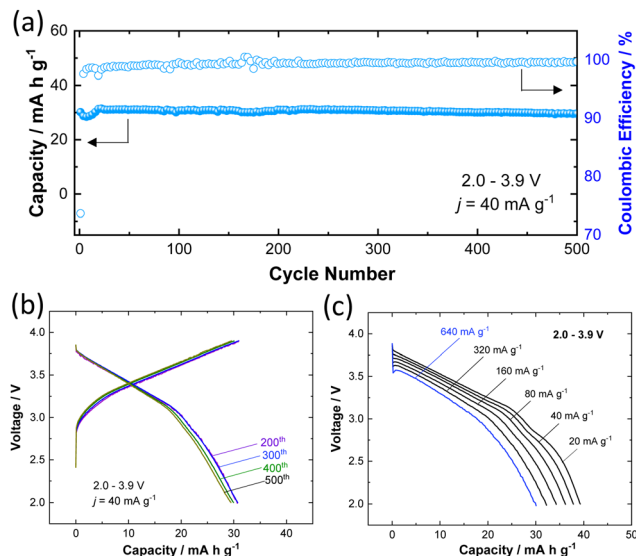 (a)
60
50
40
30
20
10
0
Capacity / mA h g-1
100
90
80
70
Coulombic Efficiency / %
2.0 - 3.9 V
j = 40 mA g-1
0
100
200
300
400
500
Cycle Number
(b)
4.0
3.5
3.0
2.5
2.0
Voltage / V
200th
300th
400th
500th
2.0 - 3.9 V
j = 40 mA g-1
0
10
20
30
40
Capacity / mA h g-1
(c)
4.0
3.5
3.0
2.5
2.0
Voltage / V
640 mA g-1
2.0 - 3.9 V
320 mA g-1
160 mA g-1
80 mA g-1
40 mA g-1
20 mA g-1
0
10
20
30
40
50
Capacity / mA h g-1